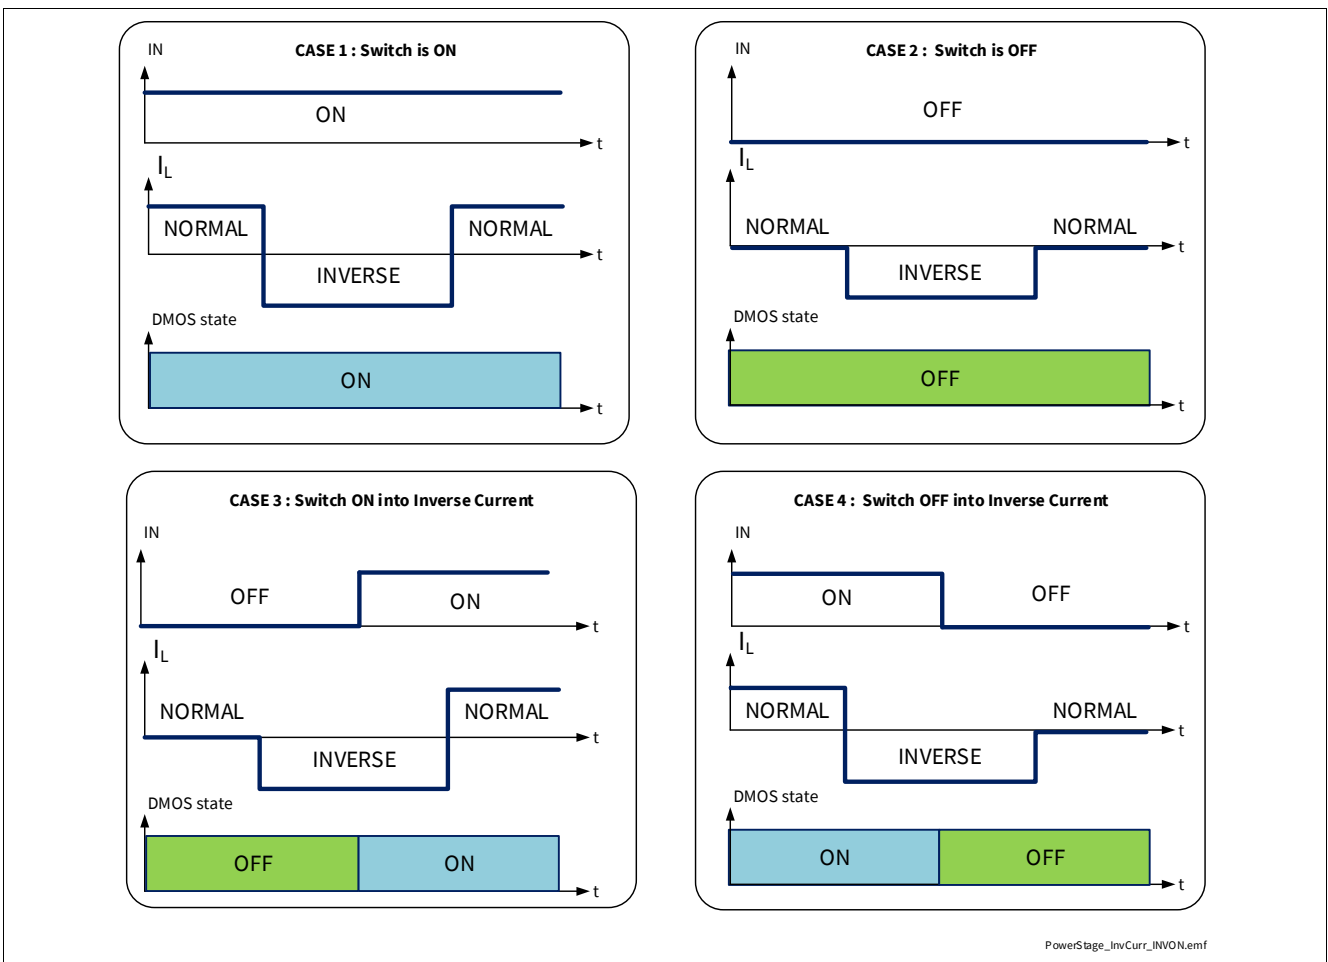 CASE 1 : Switch is ON
IN
ON
t
IL
NORMAL
NORMAL
INVERSE
t
DMOS state
ON
t
CASE 2 : Switch is OFF
IN
OFF
t
IL
NORMAL
NORMAL
INVERSE
t
DMOS state
OFF
t
CASE 3 : Switch ON into Inverse Current
IN
OFF
ON
t
IL
NORMAL
NORMAL
INVERSE
t
DMOS state
OFF
ON
t
CASE 4 : Switch OFF into Inverse Current
IN
ON
OFF
t
IL
NORMAL
NORMAL
INVERSE
t
DMOS state
ON
OFF
t
PowerStage_InvCurr_INVON.emf